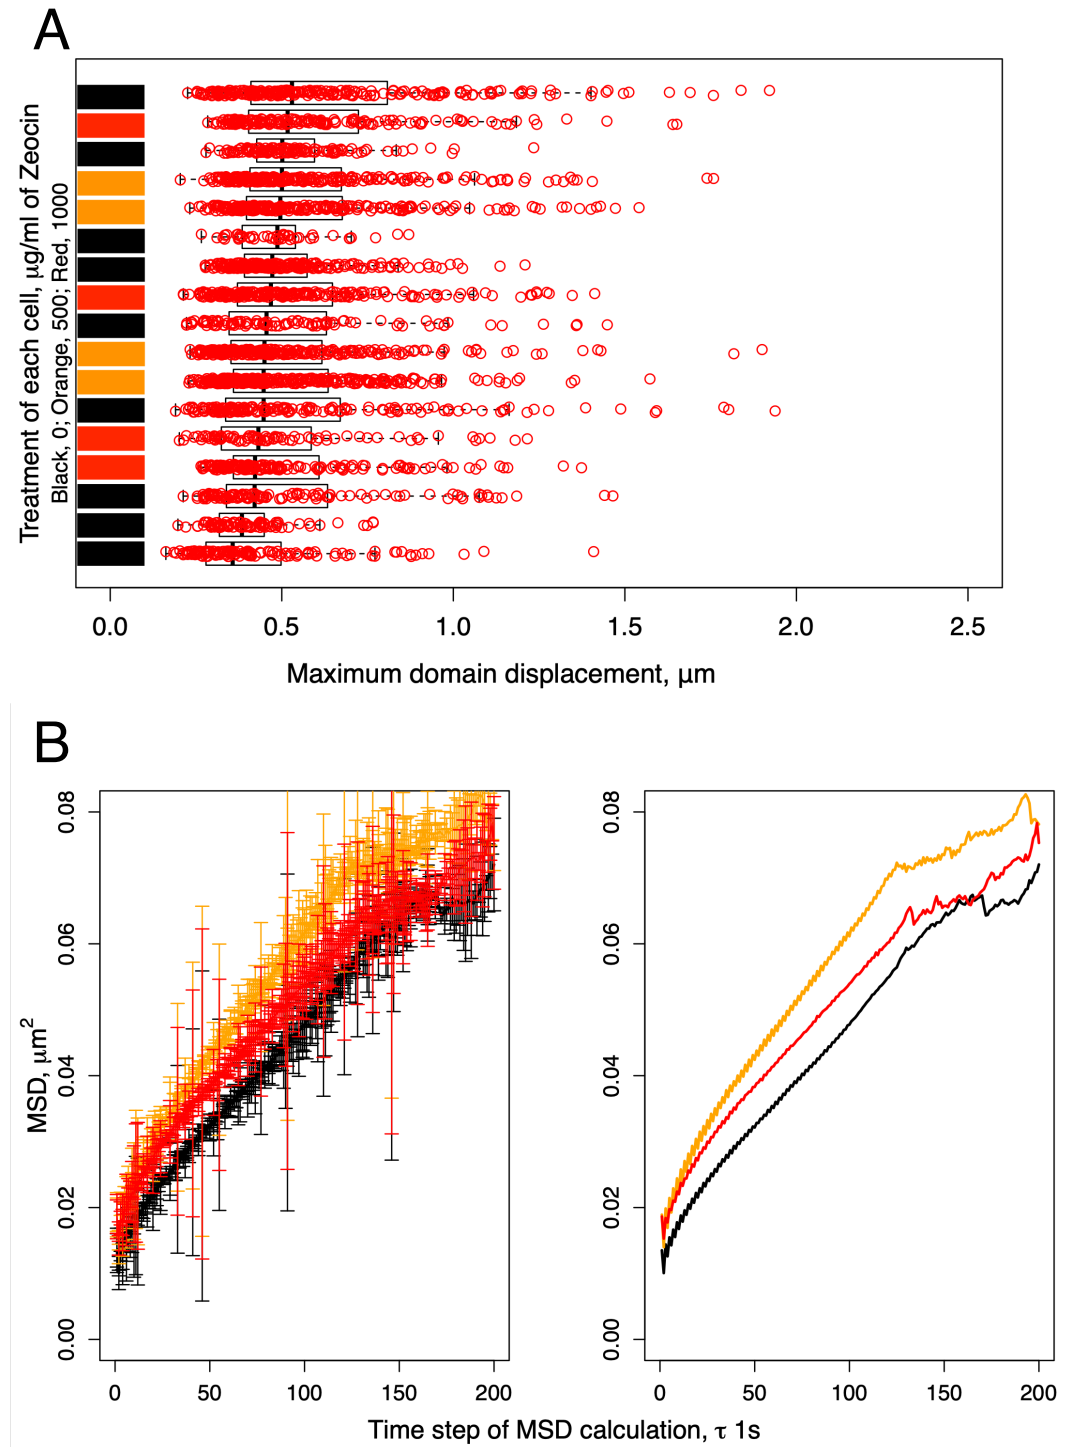 A
Treatment of each cell, µg/ml of Zeocin
Black, 0; Orange, 500; Red, 1000
0.0 0.5 1.0 1.5 2.0 2.5
Maximum domain displacement, µm
B
MSD, µm²
0.08 0.08
0.06 0.06
0.04 0.04
0.02 0.02
0.00 0.00
0 50 100 150 200 0 50 100 150 200
Time step of MSD calculation, τ 1s